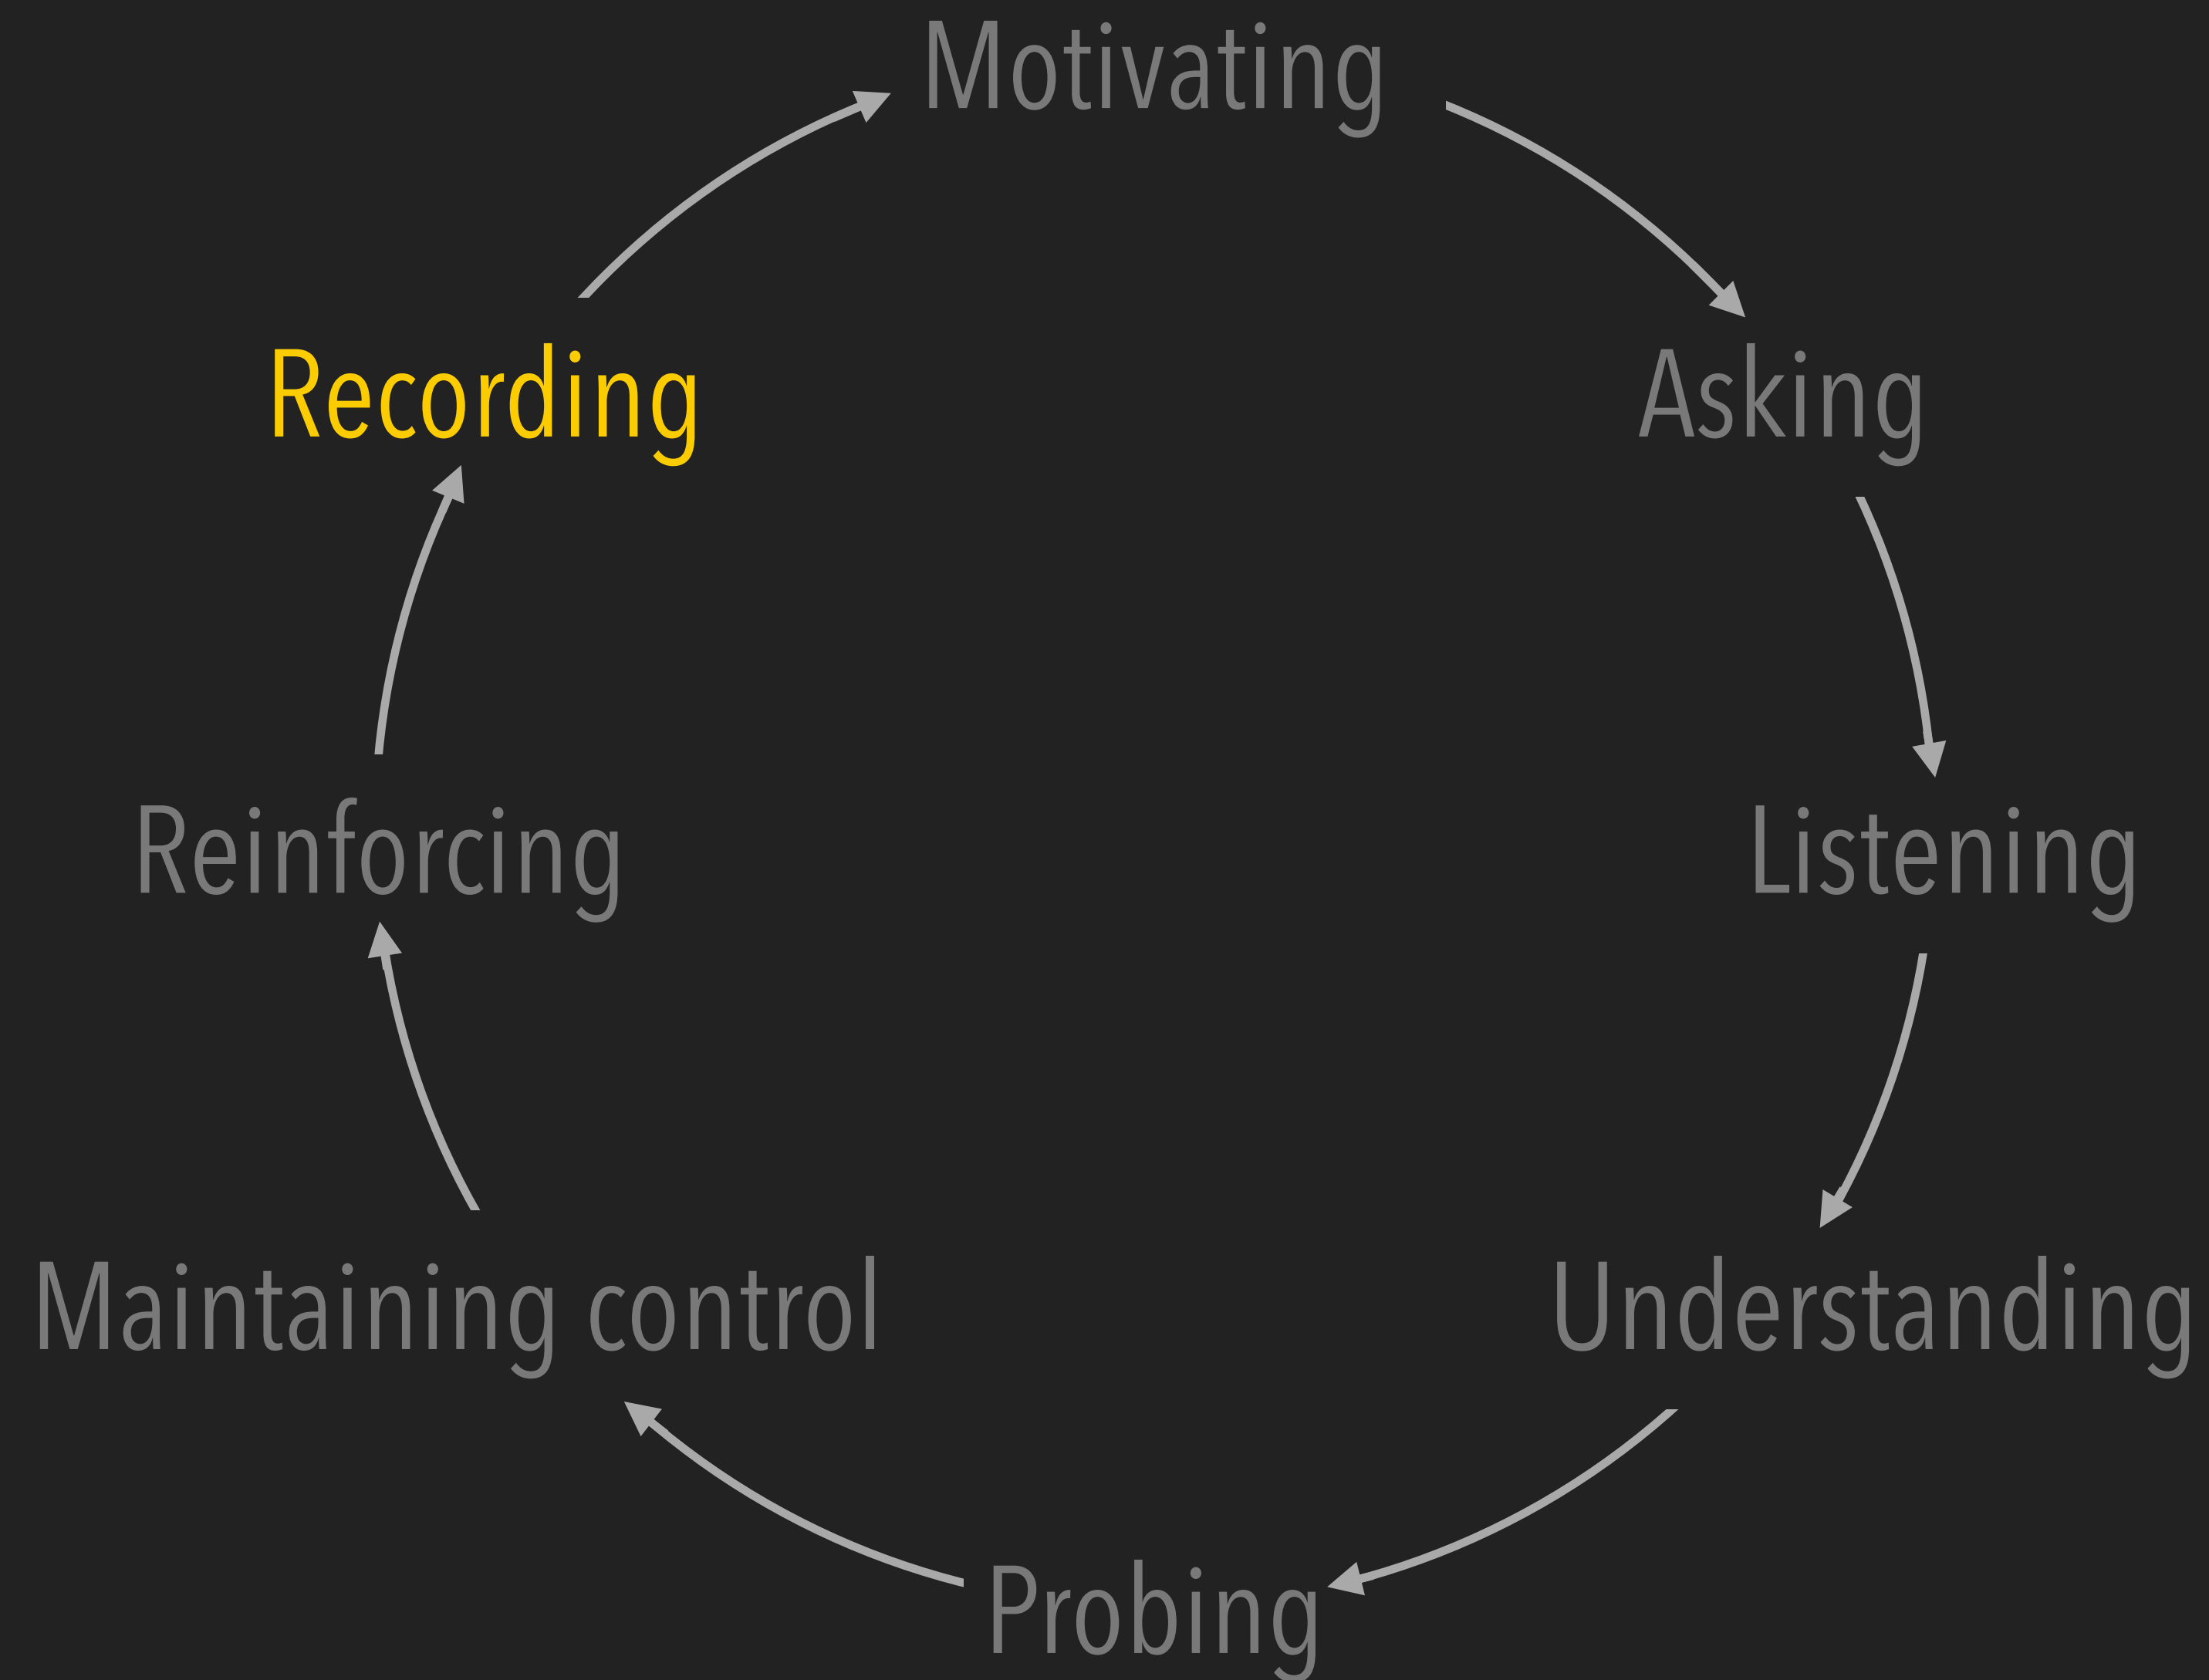 Motivating
Recording
Asking
Reinforcing
Listening
Maintaining control
Understanding
Probing